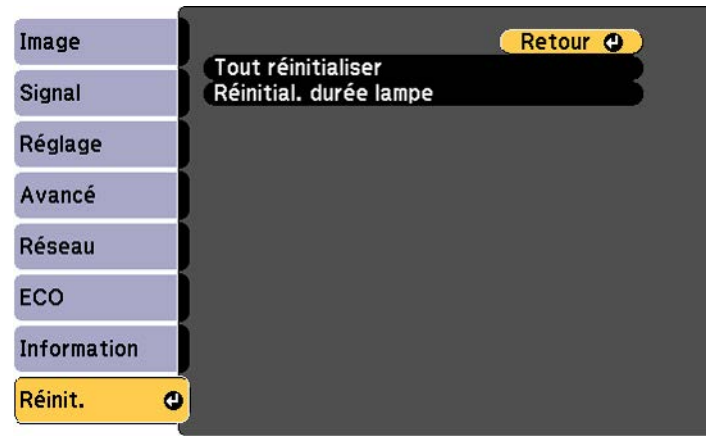 Image
Signal
Réglage
Avancé
Réseau
ECO
Information
Réinit.
Retour
Tout réinitialiser
Réinitial. durée lampe